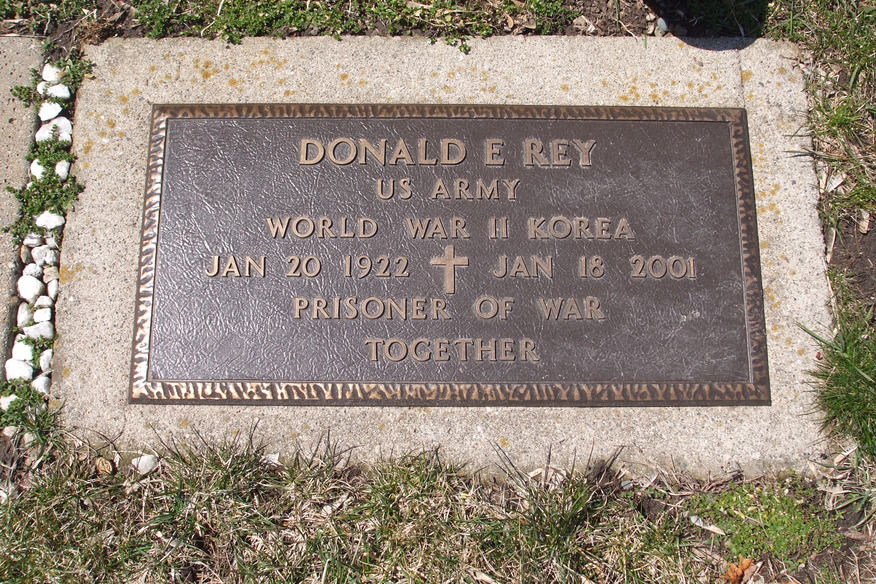 DONALD E REY
US ARMY
WORLD WAR II KOREA
JAN 20 1922 JAN 18 2001
PRISONER OF WAR
TOGETHER